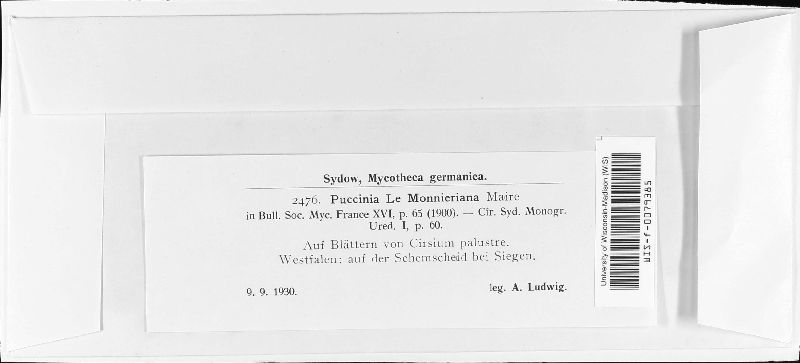 Sydow, Mycotheca germanica.
2476. Puccinia Le Monnieriana Maire
in Bull. Soc. Myc. France XVI, p. 65 (1900). — Cfr. Syd. Monogr.
Ured. I, p. 60.
Auf Blättern von Cirsium palustre.
Westfalen: auf der Schemscheid bei Siegen.
9. 9. 1930. leg. A. Ludwig.
University of Wisconsin-Madison (WIS)
WIS-f-0079385